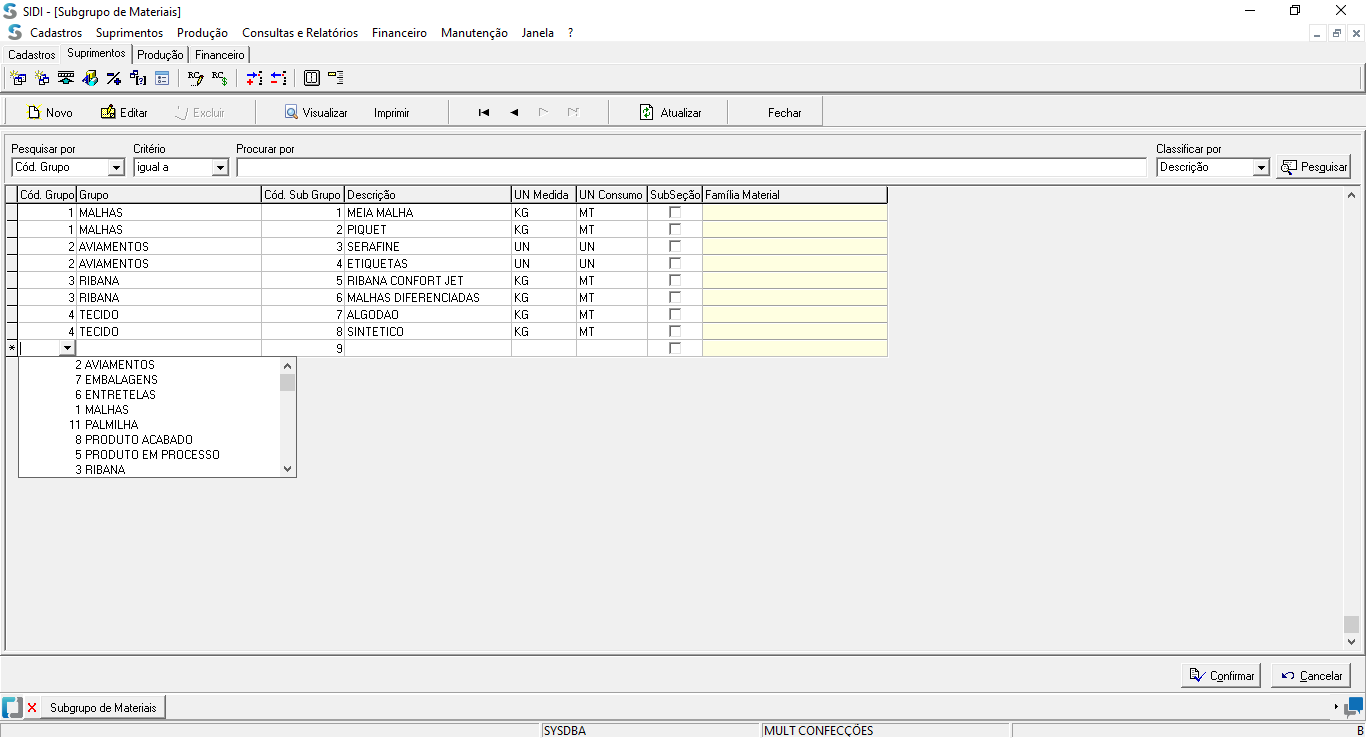 SIDI - [Subgrupo de Materiais]
Cadastros Suprimentos Produção Consultas e Relatórios Financeiro Manutenção Janela ?
Cadastros Suprimentos Produção Financeiro
Novo Editar Excluir Visualizar Imprimir Atualizar Fechar
Pesquisar por Critério Procurar por Classificar por
Cód. Grupo igual a Descrição Pesquisar
Cód. Grupo Grupo Cód. Sub Grupo Descrição UN Medida UN Consumo SubSeção Família Material
1 MALHAS 1 MEIA MALHA KG MT
1 MALHAS 2 PIQUET KG MT
2 AVIAMENTOS 3 SERAFINE UN UN
2 AVIAMENTOS 4 ETIQUETAS UN UN
3 RIBANA 5 RIBANA CONFORT JET KG MT
3 RIBANA 6 MALHAS DIFERENCIADAS KG MT
4 TECIDO 7 ALGODAO KG MT
4 TECIDO 8 SINTETICO KG MT
* 9
2 AVIAMENTOS
7 EMBALAGENS
6 ENTRETELAS
1 MALHAS
11 PALMILHA
8 PRODUTO ACABADO
5 PRODUTO EM PROCESSO
3 RIBANA
Confirmar Cancelar
Subgrupo de Materiais
SYSDBA MULT CONFECÇÕES B